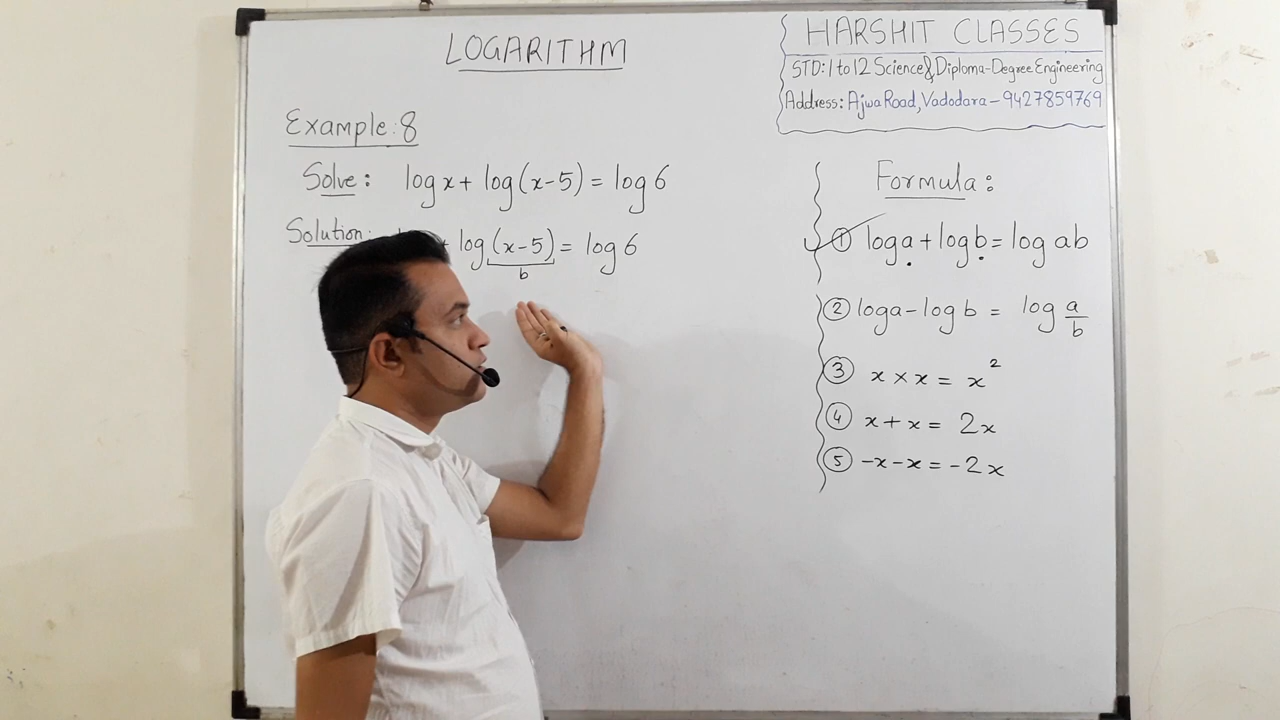 LOGARITHM
HARSHIT CLASSES
STD: 1 to 12 Science & Diploma-Degree Engineering
Address: Ajwa Road, Vadodara - 9427859769
Example: 8
Solve: log x + log (x-5) = log 6
Solution: + log (x-5) = log 6
b
Formula:
① log a + log b = log ab
② log a - log b = log a/b
③ x × x = x²
④ x + x = 2x
⑤ -x - x = -2x